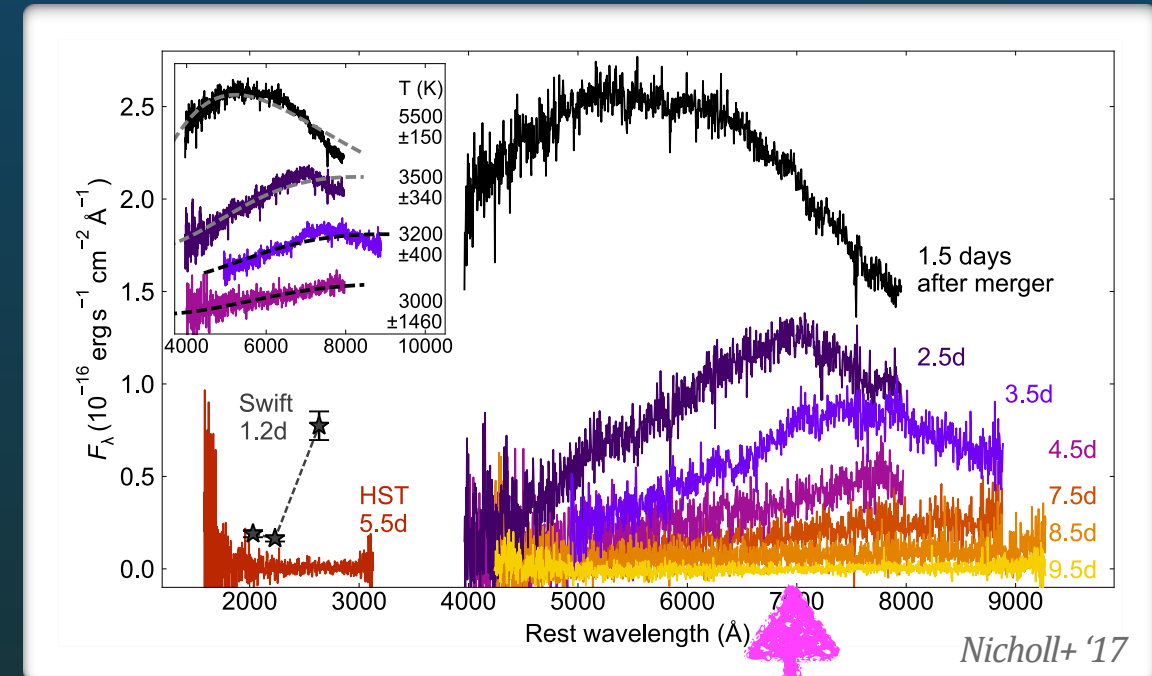 T (K)
5500
±150
3500
±340
3200
±400
3000
±1460
4000 6000 8000 10000
2.5
2.0
1.5
1.0
0.5
0.0
F_λ (10⁻¹⁶ erg s⁻¹ cm⁻² Å⁻¹)
1.5 days
after merger
2.5d
3.5d
4.5d
7.5d
8.5d
9.5d
Swift
1.2d
HST
5.5d
2000 3000 4000 5000 6000 7000 8000 9000
Rest wavelength (Å)
Nicholl+ ‘17